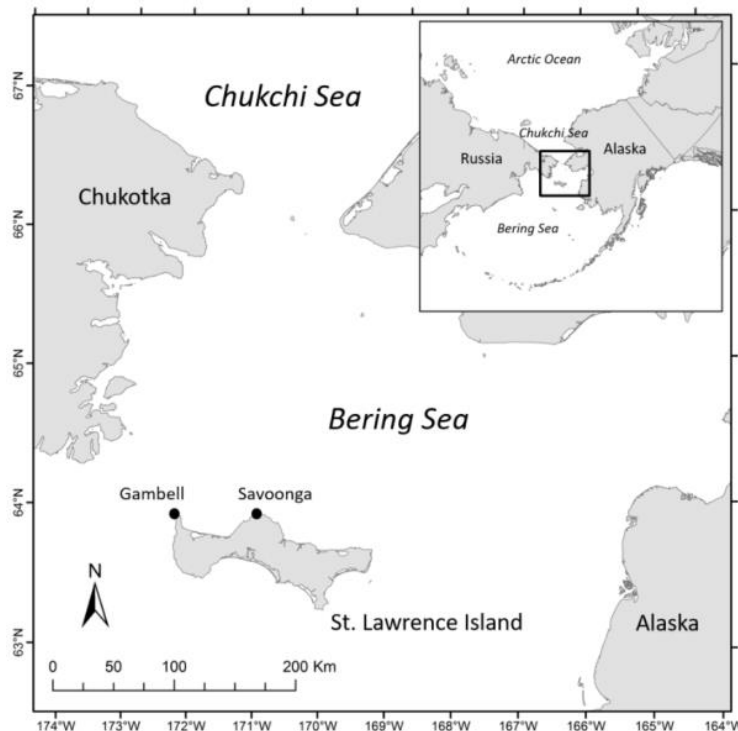 Chukchi Sea
Arctic Ocean
Chukchi Sea
Russia
Alaska
Bering Sea
Chukotka
Bering Sea
Gambell
Savoonga
St. Lawrence Island
Alaska
N
0 50 100 200 Km
67°N
66°N
65°N
64°N
63°N
174°W 173°W 172°W 171°W 170°W 169°W 168°W 167°W 166°W 165°W 164°W